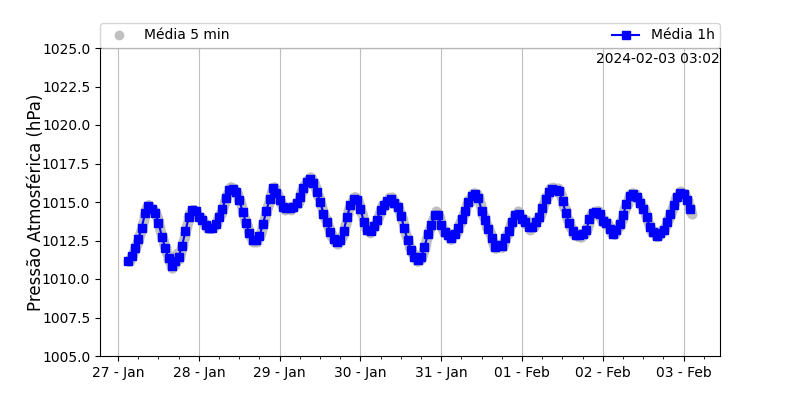 Média 5 min
Média 1h
2024-02-03 03:02
Pressão Atmosférica (hPa)
1025.0
1022.5
1020.0
1017.5
1015.0
1012.5
1010.0
1007.5
1005.0
27 - Jan
28 - Jan
29 - Jan
30 - Jan
31 - Jan
01 - Feb
02 - Feb
03 - Feb